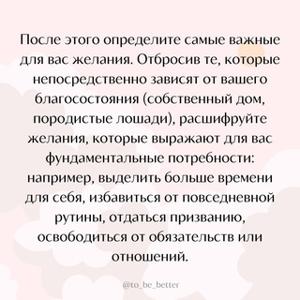 После этого определите самые важные
для вас желания. Отбросив те, которые
непосредственно зависят от вашего
благосостояния (собственный дом,
породистые лошади), расшифруйте
желания, которые выражают для вас
фундаментальные потребности:
например, выделить больше времени
для себя, избавиться от повседневной
рутины, отдаться призванию,
освободиться от обязательств или
отношений.
@to_be_better